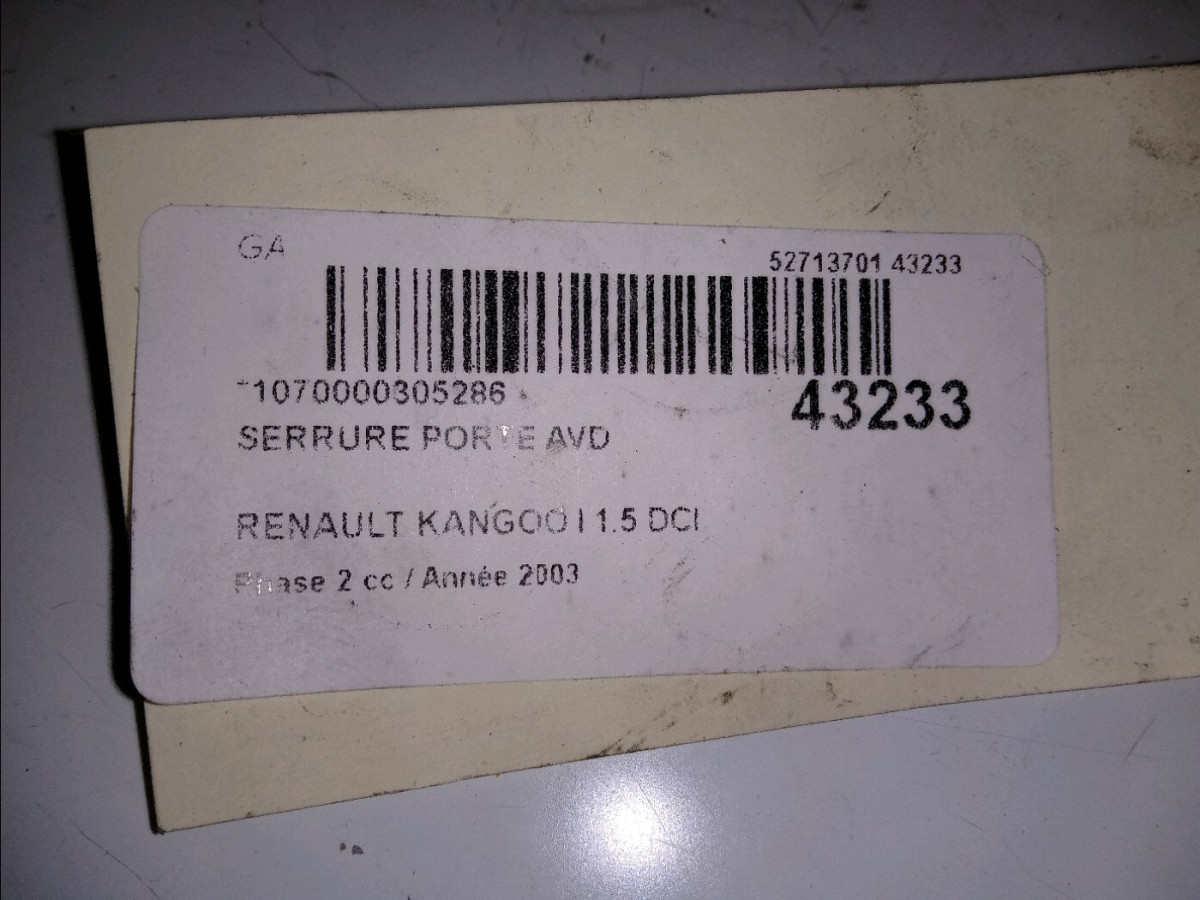 GA
52713701 43233
*1070000305286 *
43233
SERRURE PORTE AVD
RENAULT KANGOO I 1.5 DCI
Phase 2 cc / Année 2003